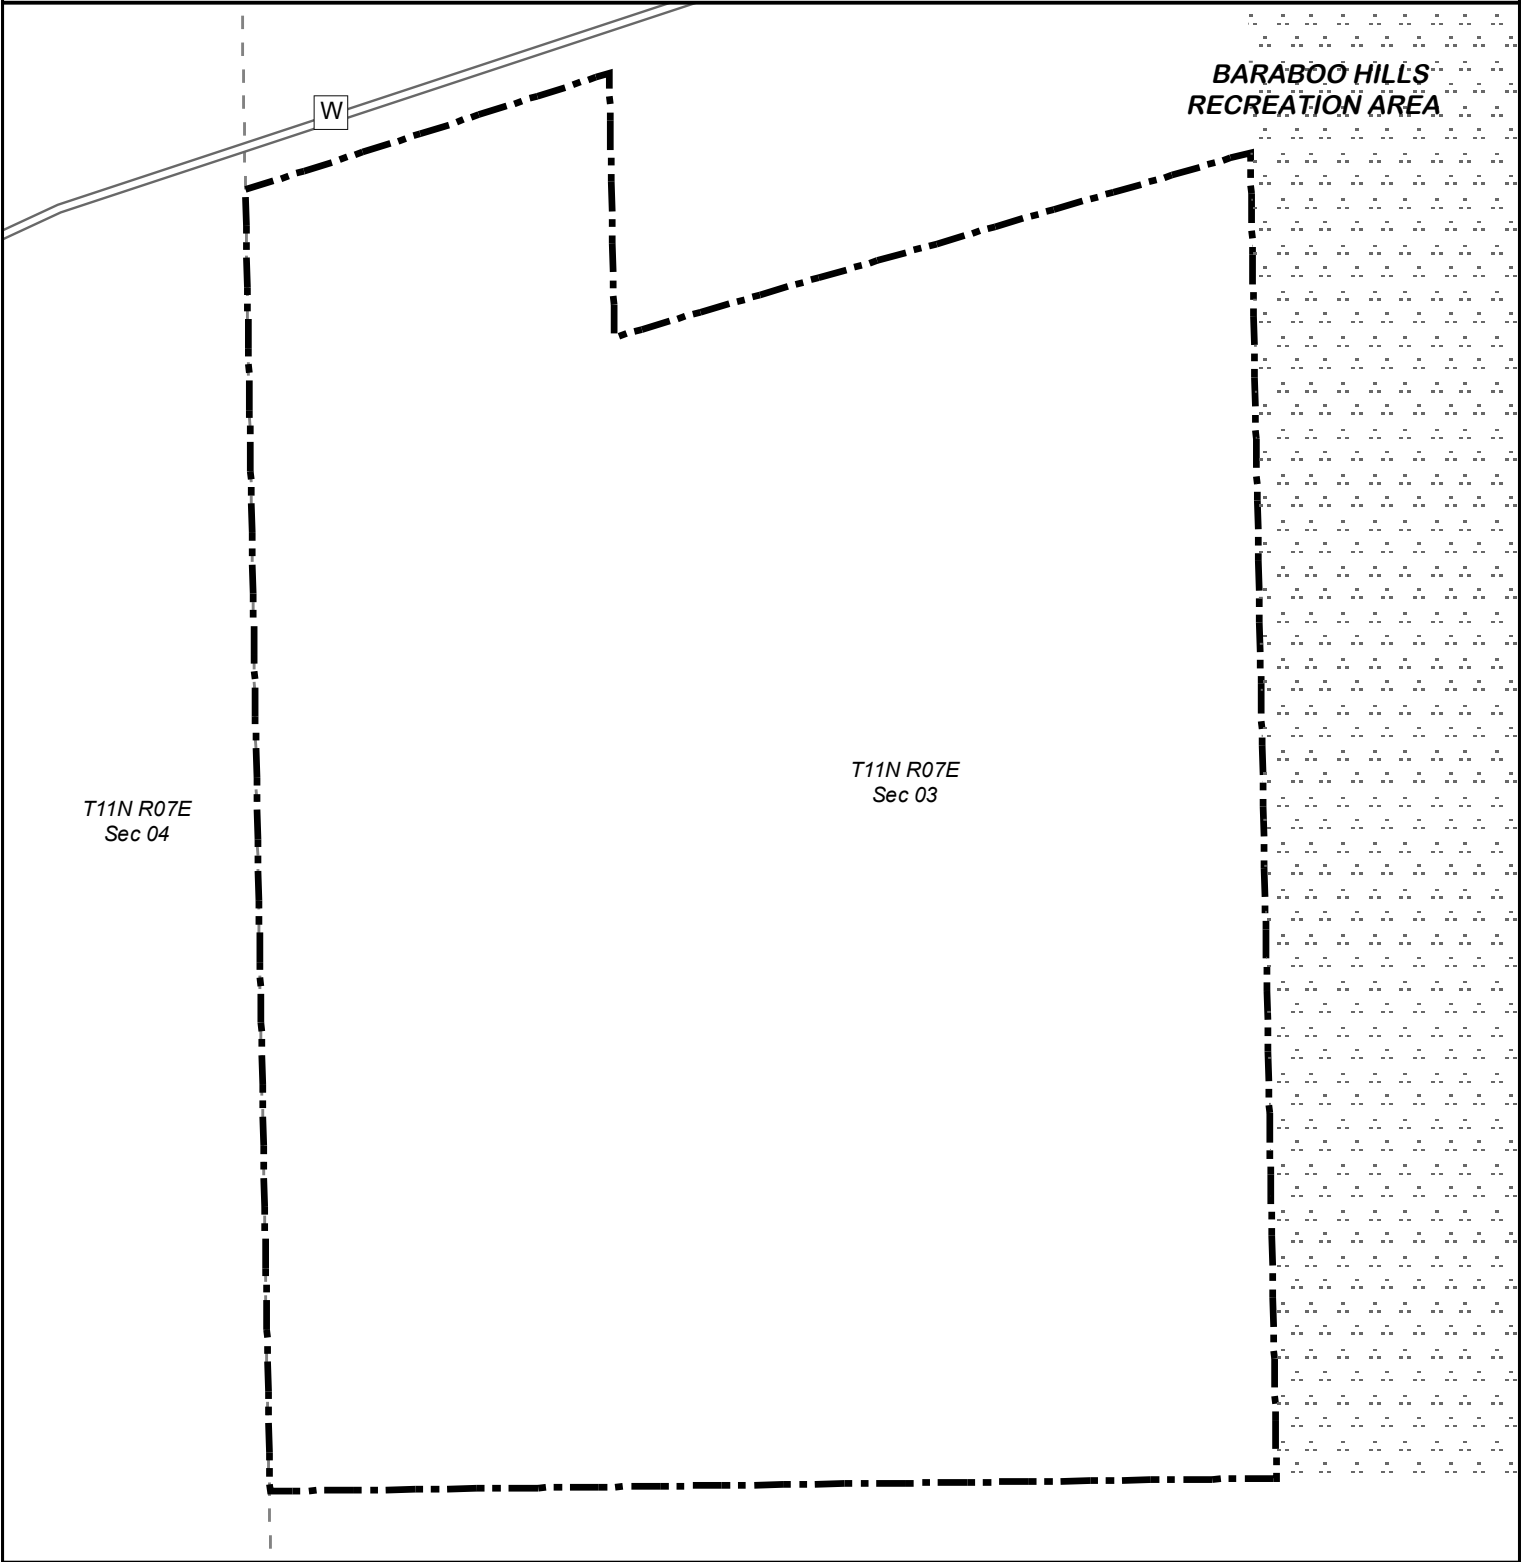 BARABOO HILLS
RECREATION AREA
W
T11N R07E
Sec 03
T11N R07E
Sec 04